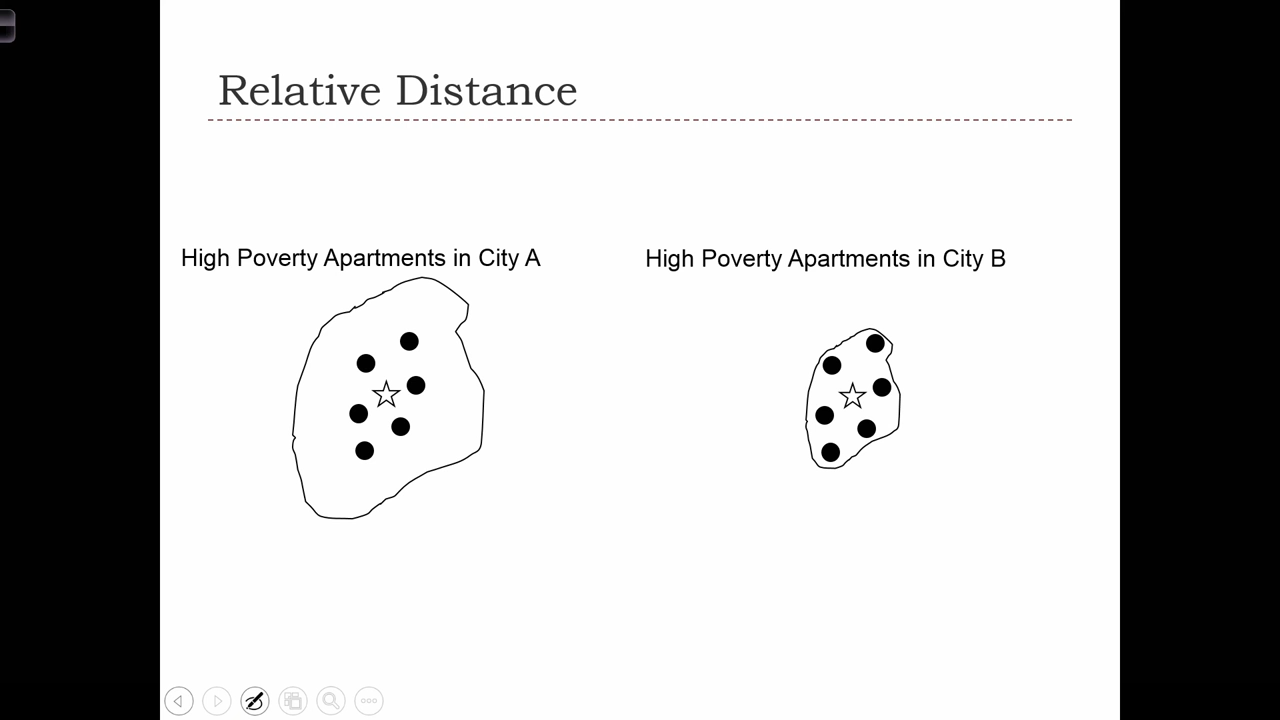 Relative Distance
High Poverty Apartments in City A
High Poverty Apartments in City B